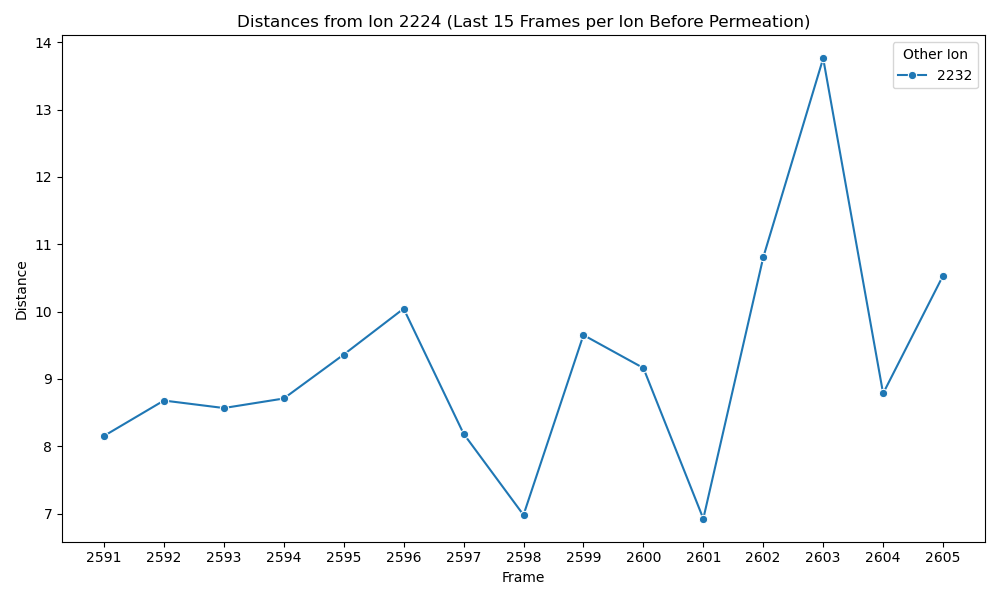 Distances from Ion 2224 (Last 15 Frames per Ion Before Permeation)
Other Ion
2232
14
13
12
11
10
9
8
7
Distance
2591 2592 2593 2594 2595 2596 2597 2598 2599 2600 2601 2602 2603 2604 2605
Frame